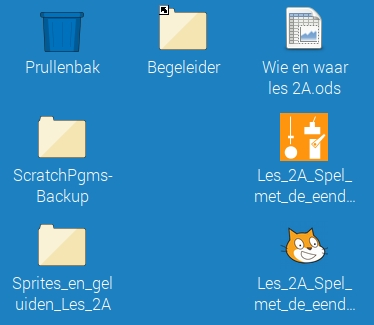 Prullenbak
Begeleider
Wie en waar
les 2A.ods
ScratchPgms-
Backup
Les_2A_Spel_
met_de_eend...
Sprites_en_gel
uiden_Les_2A
Les_2A_Spel_
met_de_eend...